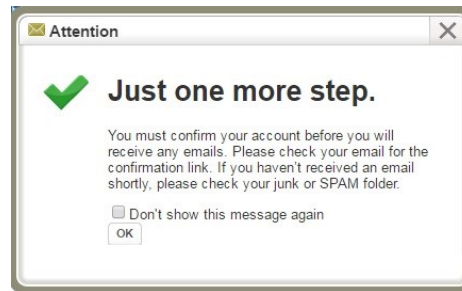 Attention
Just one more step.
You must confirm your account before you will
receive any emails. Please check your email for the
confirmation link. If you haven't received an email
shortly, please check your junk or SPAM folder.
Don't show this message again
OK